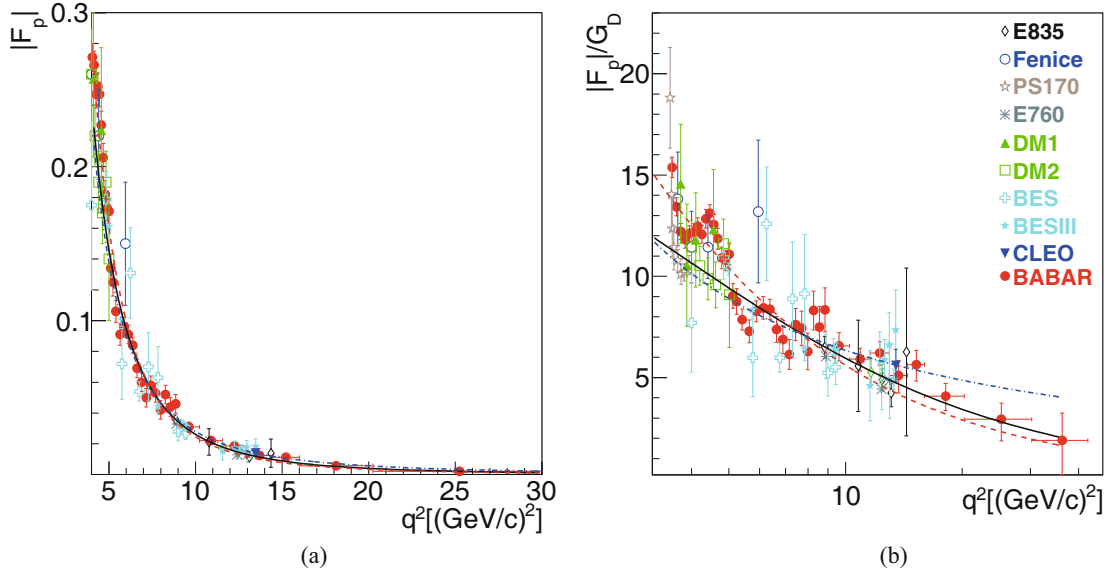 |F_p|
0.3
0.2
0.1
5 10 15 20 25 30
q²[(GeV/c)²]
(a)
|F_p|/G_D
20
15
10
5
10
q²[(GeV/c)²]
E835
Fenice
PS170
E760
DM1
DM2
BES
BESIII
CLEO
BABAR
(b)